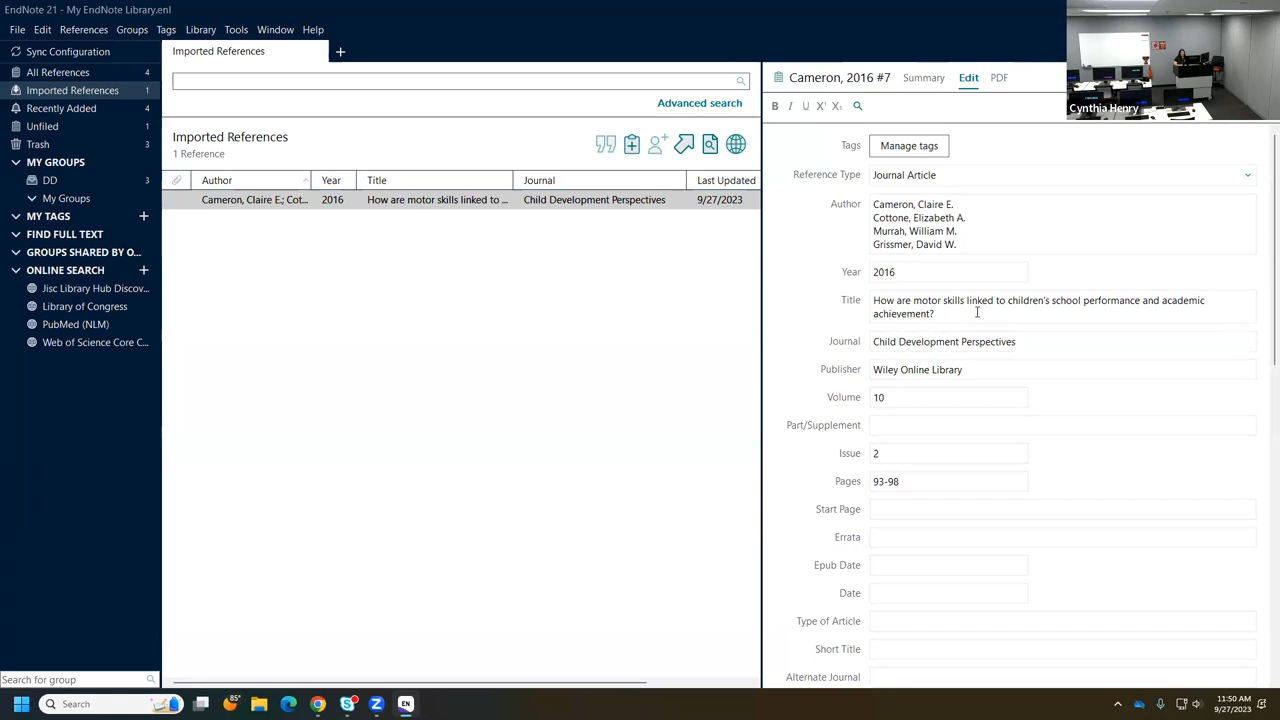 EndNote 21 - My EndNote Library.enl
File Edit References Groups Tags Library Tools Window Help
Sync Configuration
All References 4
Imported References 1
Recently Added 4
Unfiled 1
Trash 3
MY GROUPS
DD 3
My Groups
MY TAGS +
FIND FULL TEXT
GROUPS SHARED BY O...
ONLINE SEARCH +
Jisc Library Hub Discov...
Library of Congress
PubMed (NLM)
Web of Science Core C...
Search for group
Imported References +
Advanced search
Imported References
1 Reference
Author Year Title Journal Last Updated
Cameron, Claire E.; Cot... 2016 How are motor skills linked to ... Child Development Perspectives 9/27/2023
Cameron, 2016 #7 Summary Edit PDF
B I U X¹ X₁
Tags Manage tags
Reference Type Journal Article
Author Cameron, Claire E.
Cottone, Elizabeth A.
Murrah, William M.
Grissmer, David W.
Year 2016
Title How are motor skills linked to children's school performance and academic
achievement?
Journal Child Development Perspectives
Publisher Wiley Online Library
Volume 10
Part/Supplement
Issue 2
Pages 93-98
Start Page
Errata
Epub Date
Date
Type of Article
Short Title
Alternate Journal
Cynthia Henry
Search
85°
EN
11:50 AM
9/27/2023